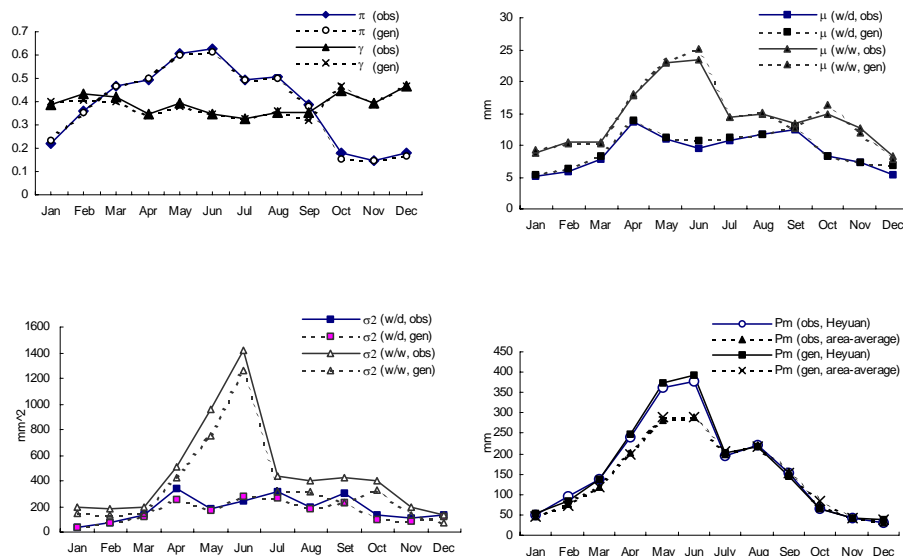 π (obs)
π (gen)
γ (obs)
γ (gen)
0.7
0.6
0.5
0.4
0.3
0.2
0.1
0
Jan Feb Mar Apr May Jun Jul Aug Sep Oct Nov Dec
μ (w/d, obs)
μ (w/d, gen)
μ (w/w, obs)
μ (w/w, gen)
mm
30
25
20
15
10
5
0
Jan Feb Mar Apr May Jun Jul Aug Set Oct Nov Dec
σ2 (w/d, obs)
σ2 (w/d, gen)
σ2 (w/w, obs)
σ2 (w/w, gen)
mm^2
1600
1400
1200
1000
800
600
400
200
0
Jan Feb Mar Apr May Jun Jul Aug Set Oct Nov Dec
Pm (obs, Heyuan)
Pm (obs, area-average)
Pm (gen, Heyuan)
Pm (gen, area-average)
mm
450
400
350
300
250
200
150
100
50
0
Jan Feb Mar Apr May Jun July Aug Sep Oct Nov Dec